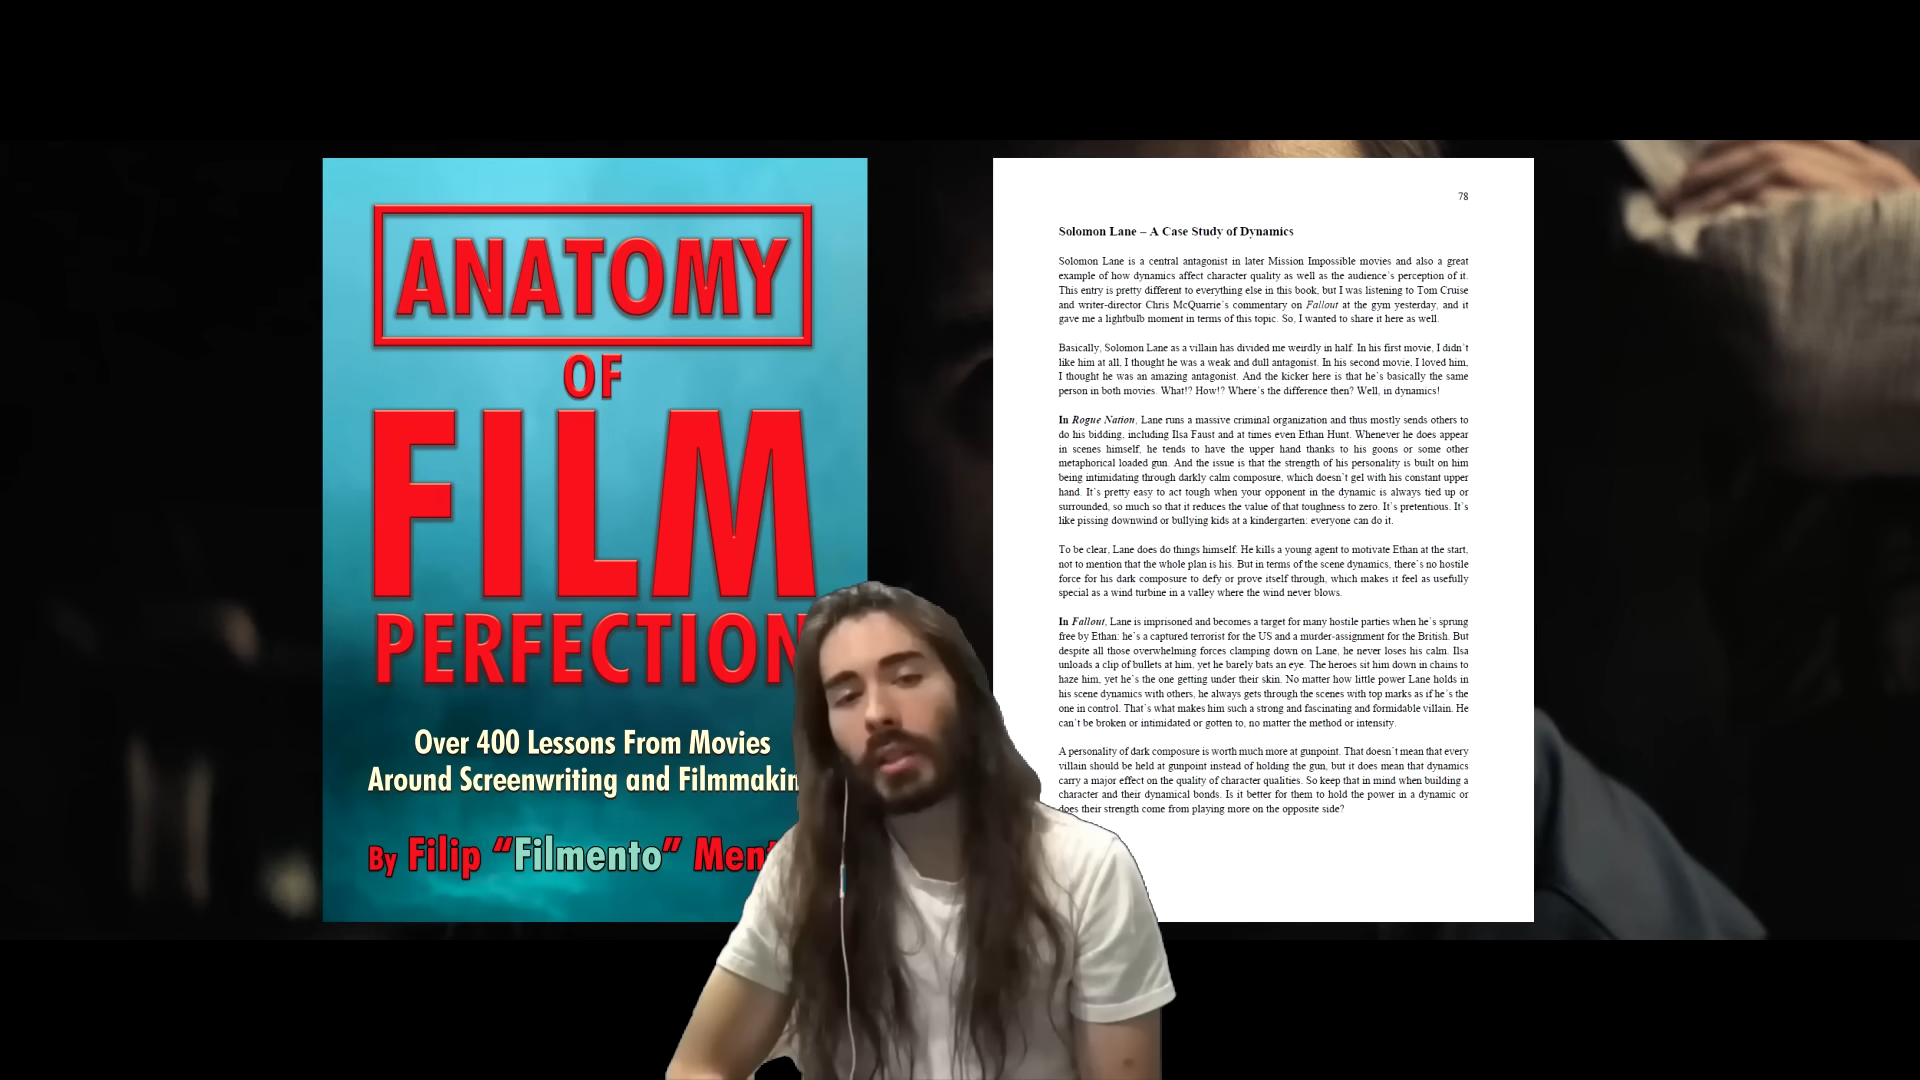 ANATOMY
OF
FILM
PERFECTION
Over 400 Lessons From Movies
Around Screenwriting and Filmmakin
By Filip “Filmento” Men
78
Solomon Lane – A Case Study of Dynamics
Solomon Lane is a central antagonist in later Mission Impossible movies and also a great
example of how dynamics affect character quality as well as the audience’s perception of it.
This entry is pretty different to everything else in this book, but I was listening to Tom Cruise
and writer-director Chris McQuarrie’s commentary on Fallout at the gym yesterday, and it
gave me a lightbulb moment in terms of this topic. So, I wanted to share it here as well.
Basically, Solomon Lane as a villain has divided me weirdly in half. In his first movie, I didn’t
like him at all, I thought he was a weak and dull antagonist. In his second movie, I loved him,
I thought he was an amazing antagonist. And the kicker here is that he’s basically the same
person in both movies. What!? How!? Where’s the difference then? Well, in dynamics!
In Rogue Nation, Lane runs a massive criminal organization and thus mostly sends others to
do his bidding, including Ilsa Faust and at times even Ethan Hunt. Whenever he does appear
in scenes himself, he tends to have the upper hand thanks to his goons or some other
metaphorical loaded gun. And the issue is that the strength of his personality is built on him
being intimidating through darkly calm composure, which doesn’t gel with his constant upper
hand. It’s pretty easy to act tough when your opponent in the dynamic is always tied up or
surrounded, so much so that it reduces the value of that toughness to zero. It’s pretentious. It’s
like pissing downwind or bullying kids at a kindergarten: everyone can do it.
To be clear, Lane does do things himself. He kills a young agent to motivate Ethan at the start,
not to mention that the whole plan is his. But in terms of the scene dynamics, there’s no hostile
force for his dark composure to defy or prove itself through, which makes it feel as usefully
special as a wind turbine in a valley where the wind never blows.
In Fallout, Lane is imprisoned and becomes a target for many hostile parties when he’s sprung
free by Ethan: he’s a captured terrorist for the US and a murder-assignment for the British. But
despite all those overwhelming forces clamping down on Lane, he never loses his calm. Ilsa
unloads a clip of bullets at him, yet he barely bats an eye. The heroes sit him down in chains to
haze him, yet he’s the one getting under their skin. No matter how little power Lane holds in
his scene dynamics with others, he always gets through the scenes with top marks as if he’s the
one in control. That’s what makes him such a strong and fascinating and formidable villain. He
can’t be broken or intimidated or gotten to, no matter the method or intensity.
A personality of dark composure is worth much more at gunpoint. That doesn’t mean that every
villain should be held at gunpoint instead of holding the gun, but it does mean that dynamics
carry a major effect on the quality of character qualities. So keep that in mind when building a
character and their dynamical bonds. Is it better for them to hold the power in a dynamic or
does their strength come from playing more on the opposite side?